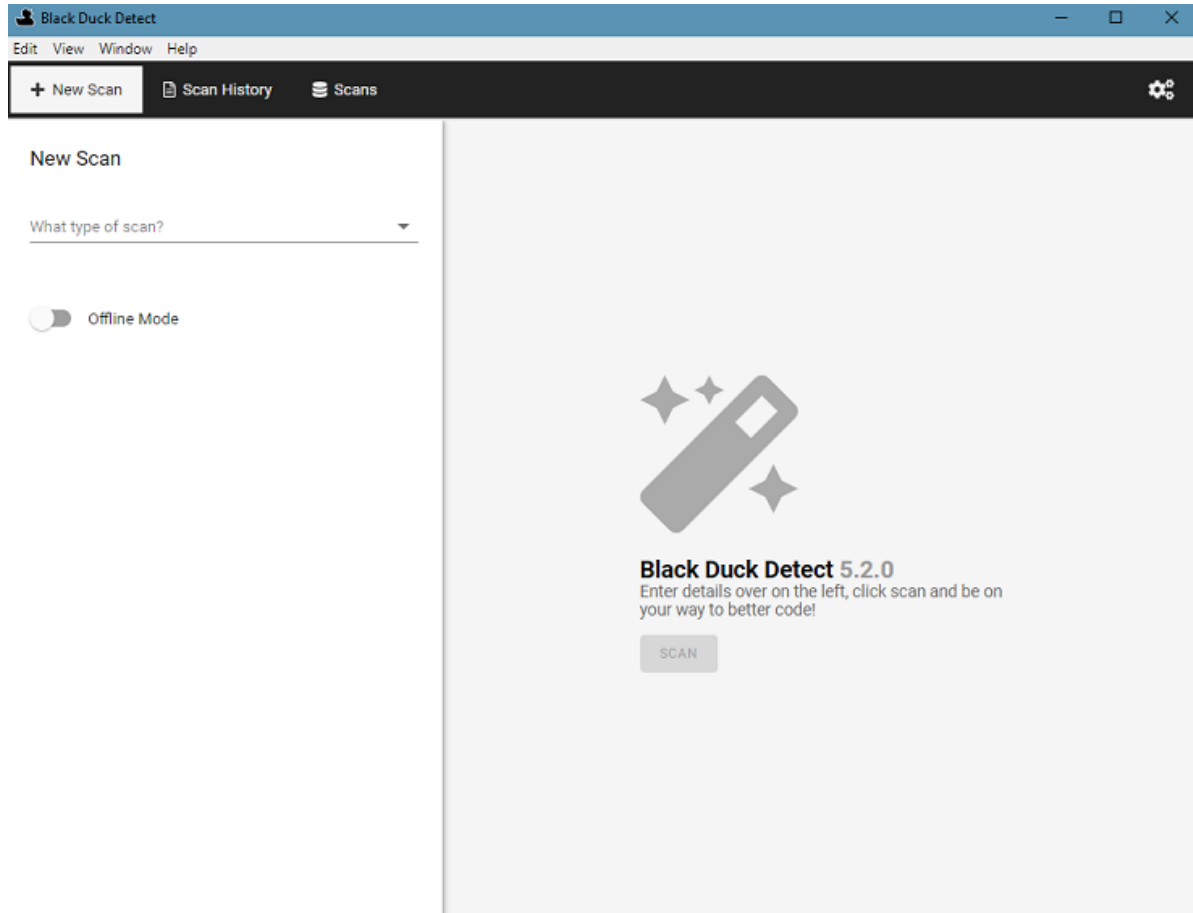 Black Duck Detect
Edit View Window Help
New Scan Scan History Scans
New Scan
What type of scan?
Offline Mode
Black Duck Detect 5.2.0
Enter details over on the left, click scan and be on
your way to better code!
SCAN